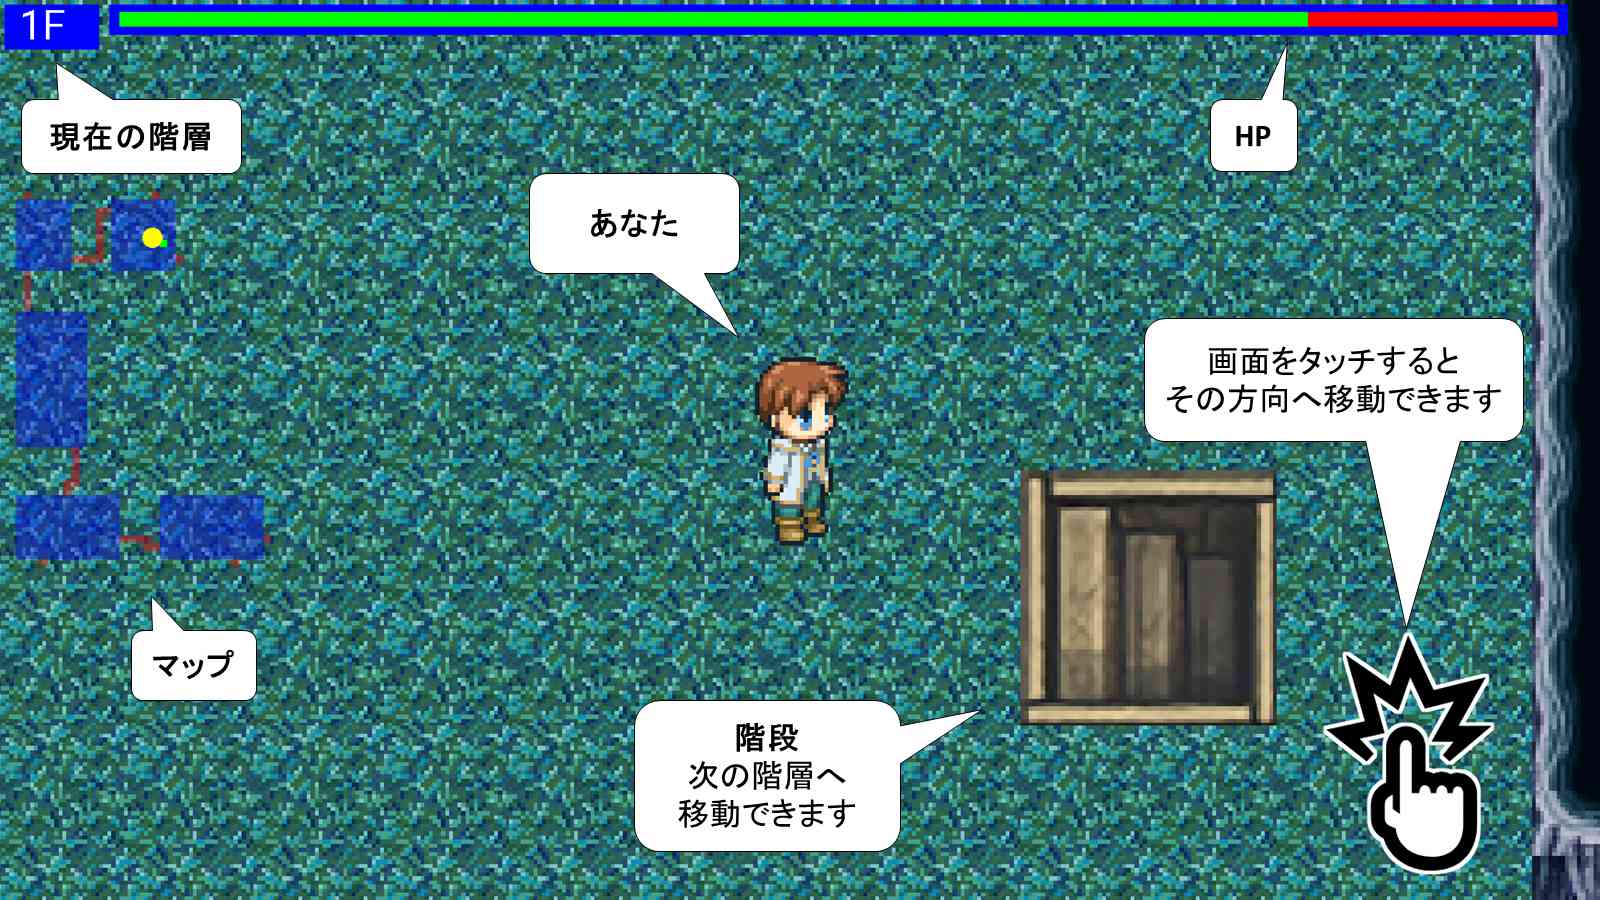 1F
現在の階層
HP
あなた
画面をタッチすると
その方向へ移動できます
マップ
階段
次の階層へ
移動できます